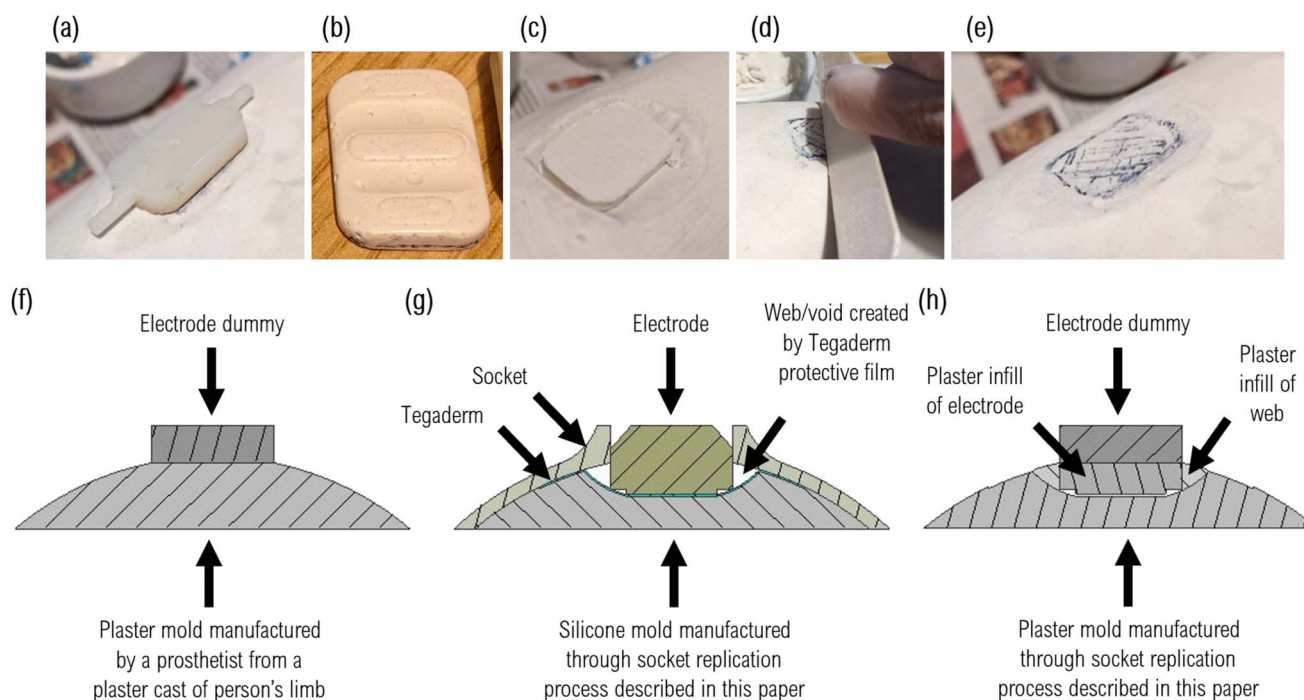 (a)
(b)
(c)
(d)
(e)
(f)
Electrode dummy
Plaster mold manufactured
by a prosthetist from a
plaster cast of person's limb
(g)
Electrode
Web/void created
by Tegaderm
protective film
Socket
Tegaderm
Silicone mold manufactured
through socket replication
process described in this paper
(h)
Electrode dummy
Plaster infill
of electrode
Plaster
infill of
web
Plaster mold manufactured
through socket replication
process described in this paper